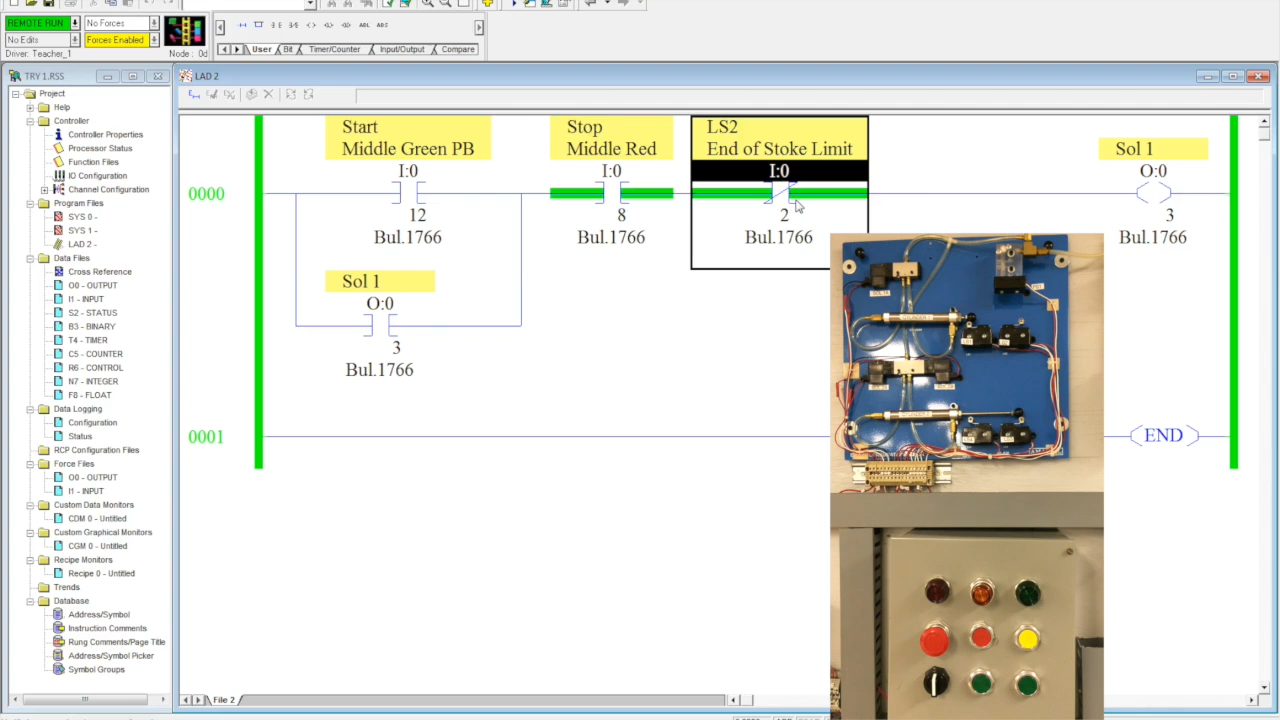 REMOTE RUN
No Forces
No Edits
Forces Enabled
Driver: Teacher_1
Node : 0d
User
Bit
Timer/Counter
Input/Output
Compare
TRY 1.RSS
Project
Help
Controller
Controller Properties
Processor Status
Function Files
IO Configuration
Channel Configuration
Program Files
SYS 0 -
SYS 1 -
LAD 2 -
Data Files
Cross Reference
O0 - OUTPUT
I1 - INPUT
S2 - STATUS
B3 - BINARY
T4 - TIMER
C5 - COUNTER
R6 - CONTROL
N7 - INTEGER
F8 - FLOAT
Data Logging
Configuration
Status
RCP Configuration Files
Force Files
O0 - OUTPUT
I1 - INPUT
Custom Data Monitors
CDM 0 - Untitled
Custom Graphical Monitors
CGM 0 - Untitled
Recipe Monitors
Recipe 0 - Untitled
Trends
Database
Address/Symbol
Instruction Comments
Rung Comments/Page Title
Address/Symbol Picker
Symbol Groups
LAD 2
0000
Start
Middle Green PB
I:0
12
Bul.1766
Stop
Middle Red
I:0
8
Bul.1766
LS2
End of Stoke Limit
I:0
2
Bul.1766
Sol 1
O:0
3
Bul.1766
Sol 1
O:0
3
Bul.1766
0001
END
File 2